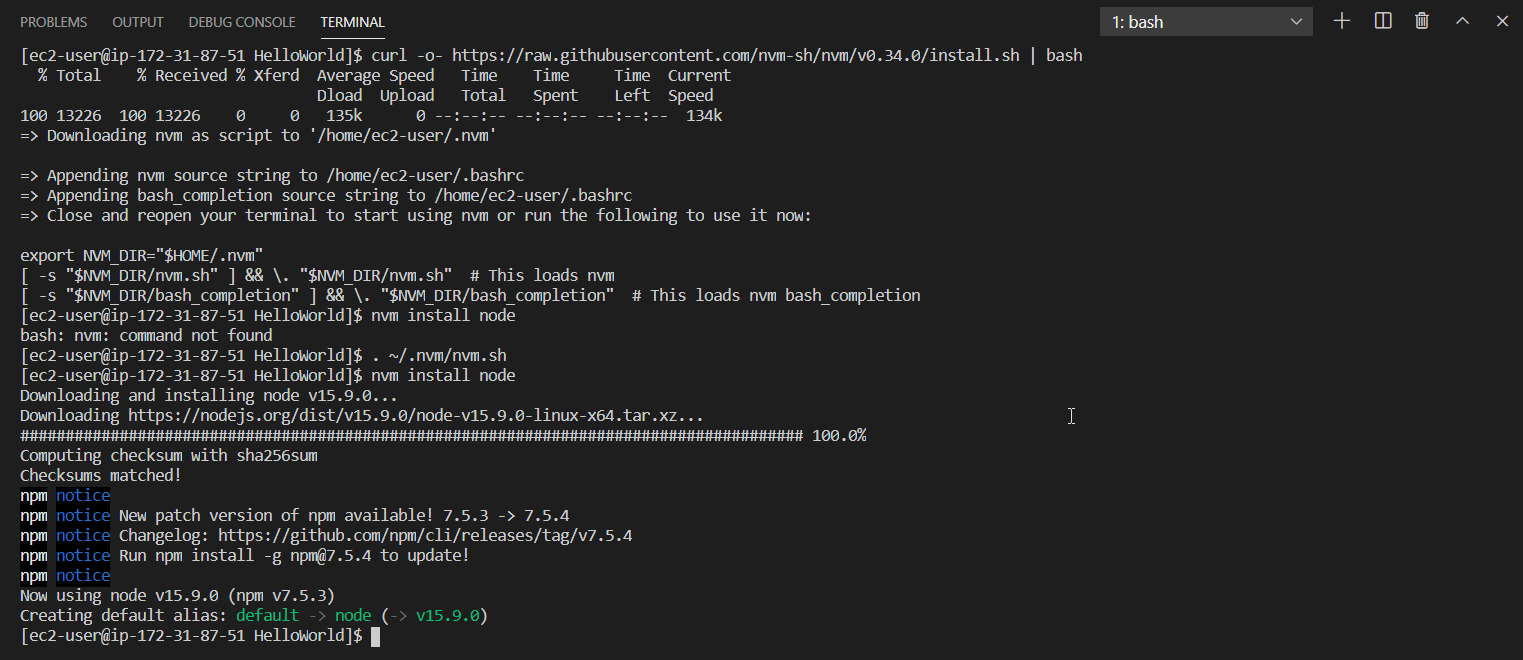 PROBLEMS OUTPUT DEBUG CONSOLE TERMINAL 1: bash
[ec2-user@ip-172-31-87-51 HelloWorld]$ curl -o- https://raw.githubusercontent.com/nvm-sh/nvm/v0.34.0/install.sh | bash
  % Total    % Received % Xferd  Average Speed   Time    Time     Time  Current
                                 Dload  Upload   Total   Spent    Left  Speed
100 13226  100 13226    0     0   135k      0 --:--:-- --:--:-- --:--:--  134k
=> Downloading nvm as script to '/home/ec2-user/.nvm'

=> Appending nvm source string to /home/ec2-user/.bashrc
=> Appending bash_completion source string to /home/ec2-user/.bashrc
=> Close and reopen your terminal to start using nvm or run the following to use it now:

export NVM_DIR="$HOME/.nvm"
[ -s "$NVM_DIR/nvm.sh" ] && \. "$NVM_DIR/nvm.sh"  # This loads nvm
[ -s "$NVM_DIR/bash_completion" ] && \. "$NVM_DIR/bash_completion"  # This loads nvm bash_completion
[ec2-user@ip-172-31-87-51 HelloWorld]$ nvm install node
bash: nvm: command not found
[ec2-user@ip-172-31-87-51 HelloWorld]$ . ~/.nvm/nvm.sh
[ec2-user@ip-172-31-87-51 HelloWorld]$ nvm install node
Downloading and installing node v15.9.0...
Downloading https://nodejs.org/dist/v15.9.0/node-v15.9.0-linux-x64.tar.xz...
####################################################################################### 100.0%
Computing checksum with sha256sum
Checksums matched!
npm notice
npm notice New patch version of npm available! 7.5.3 -> 7.5.4
npm notice Changelog: https://github.com/npm/cli/releases/tag/v7.5.4
npm notice Run npm install -g npm@7.5.4 to update!
npm notice
Now using node v15.9.0 (npm v7.5.3)
Creating default alias: default -> node (-> v15.9.0)
[ec2-user@ip-172-31-87-51 HelloWorld]$